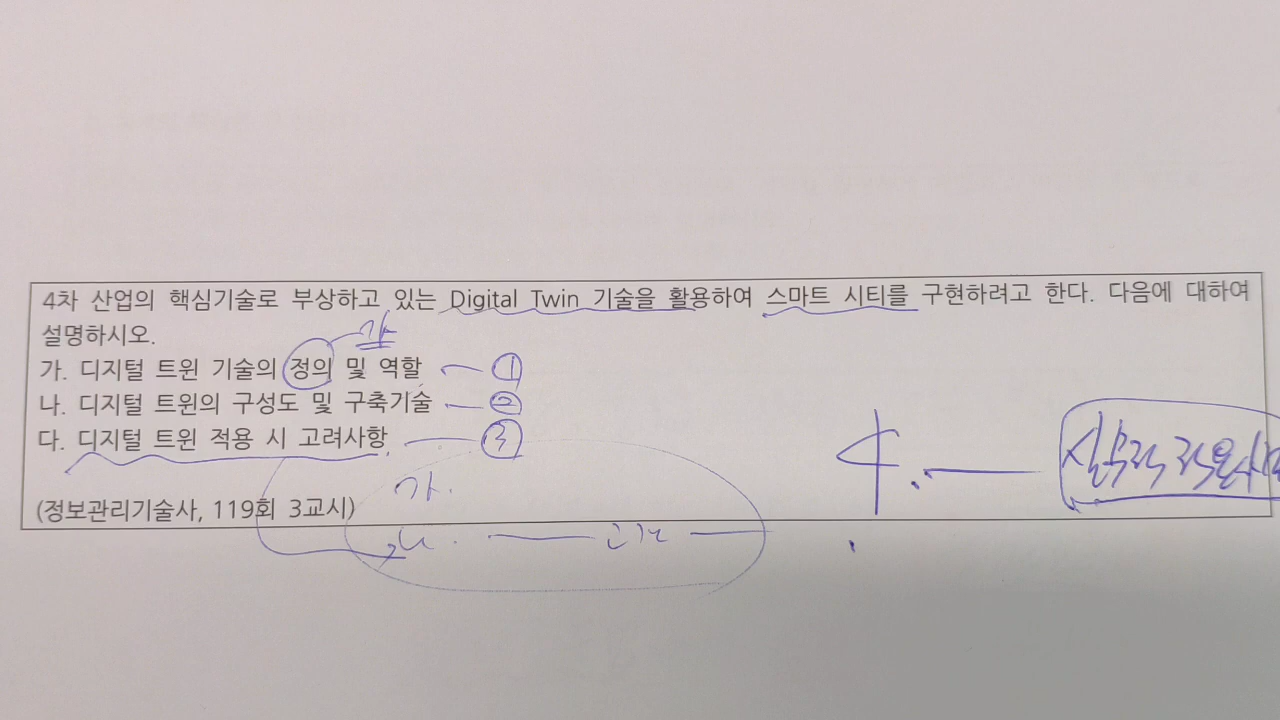 4차 산업의 핵심기술로 부상하고 있는 Digital Twin 기술을 활용하여 스마트 시티를 구현하려고 한다. 다음에 대하여
설명하시오.
가. 디지털 트윈 기술의 정의 및 역할 ①
나. 디지털 트윈의 구성도 및 구축기술 ②
다. 디지털 트윈 적용 시 고려사항 ③
4.
가.
(정보관리기술사, 119회 3교시)
나.